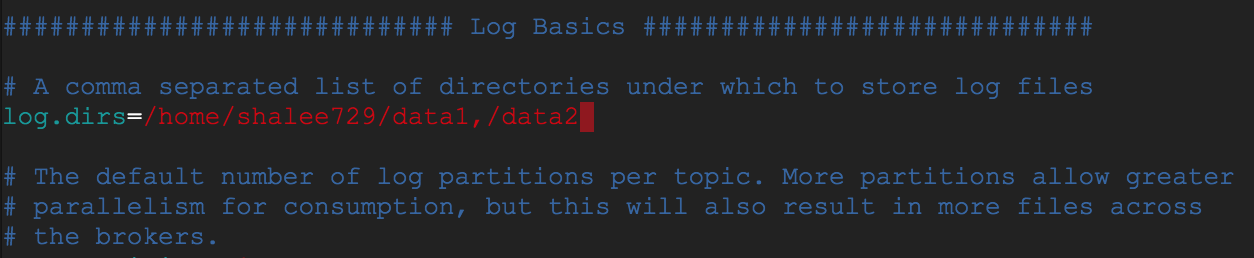 ############################# Log Basics #############################
# A comma separated list of directories under which to store log files
log.dirs=/home/shalee729/data1,/data2
# The default number of log partitions per topic. More partitions allow greater
# parallelism for consumption, but this will also result in more files across
# the brokers.